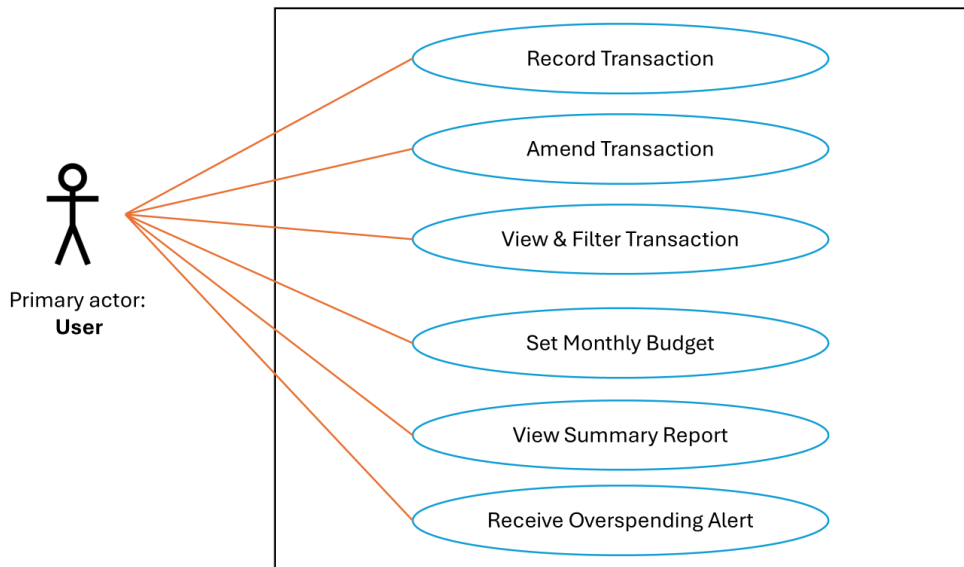 Record Transaction
Amend Transaction
View & Filter Transaction
Primary actor:
User
Set Monthly Budget
View Summary Report
Receive Overspending Alert